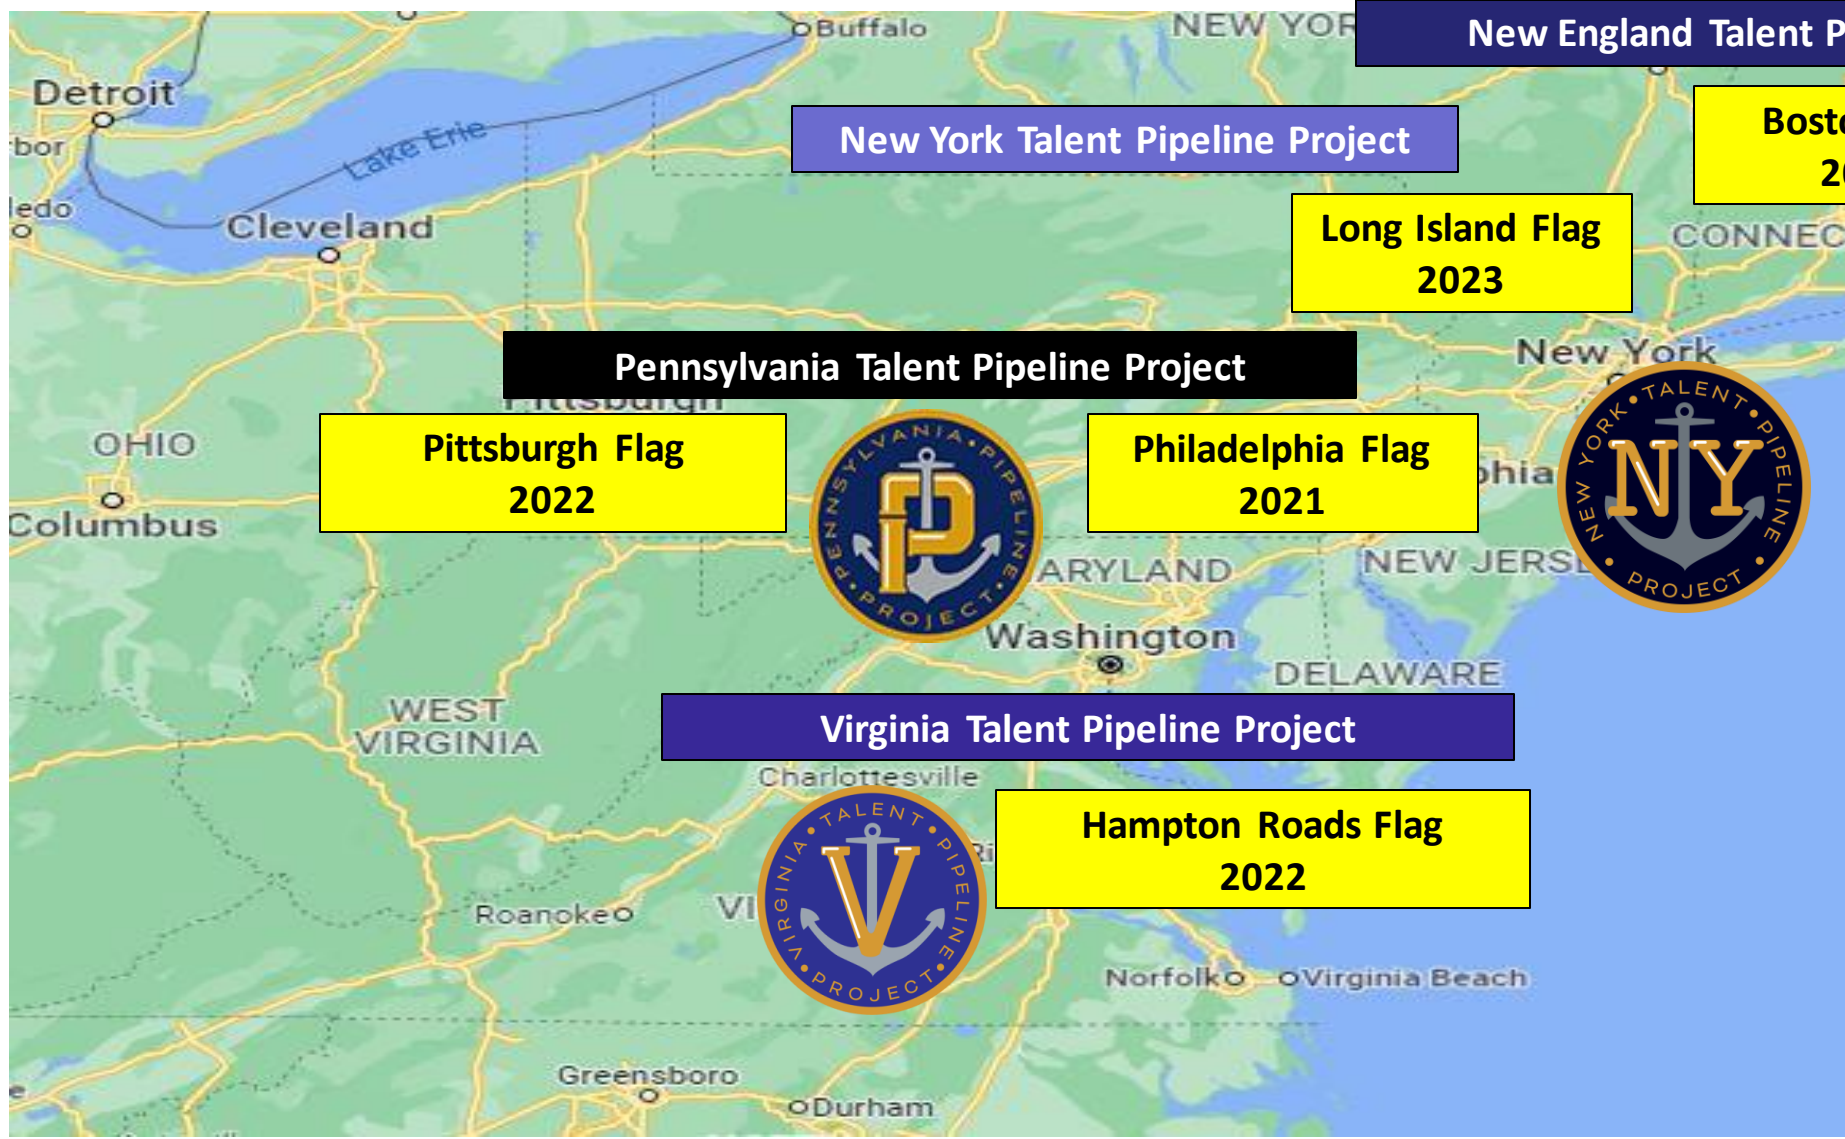 Buffalo
NEW YOR
New England Talent P
Detroit
bor
Lake Erie
New York Talent Pipeline Project
Bost
ledo
Cleveland
Long Island Flag
2023
CONNEC
New York
Pennsylvania Talent Pipeline Project
Pittsburgh
OHIO
Pittsburgh Flag
2022
PENNSYLVANIA • PIPELINE • PROJECT
P
Philadelphia Flag
2021
phia
NEW YORK • TALENT • PIPELINE • PROJECT
NY
Columbus
ARYLAND
NEW JERS
Washington
DELAWARE
WEST
VIRGINIA
Virginia Talent Pipeline Project
Charlottesville
VIRGINIA • TALENT • PIPELINE • PROJECT
V
Hampton Roads Flag
2022
Ri
Roanoke
VI
Norfolk
Virginia Beach
Greensboro
Durham